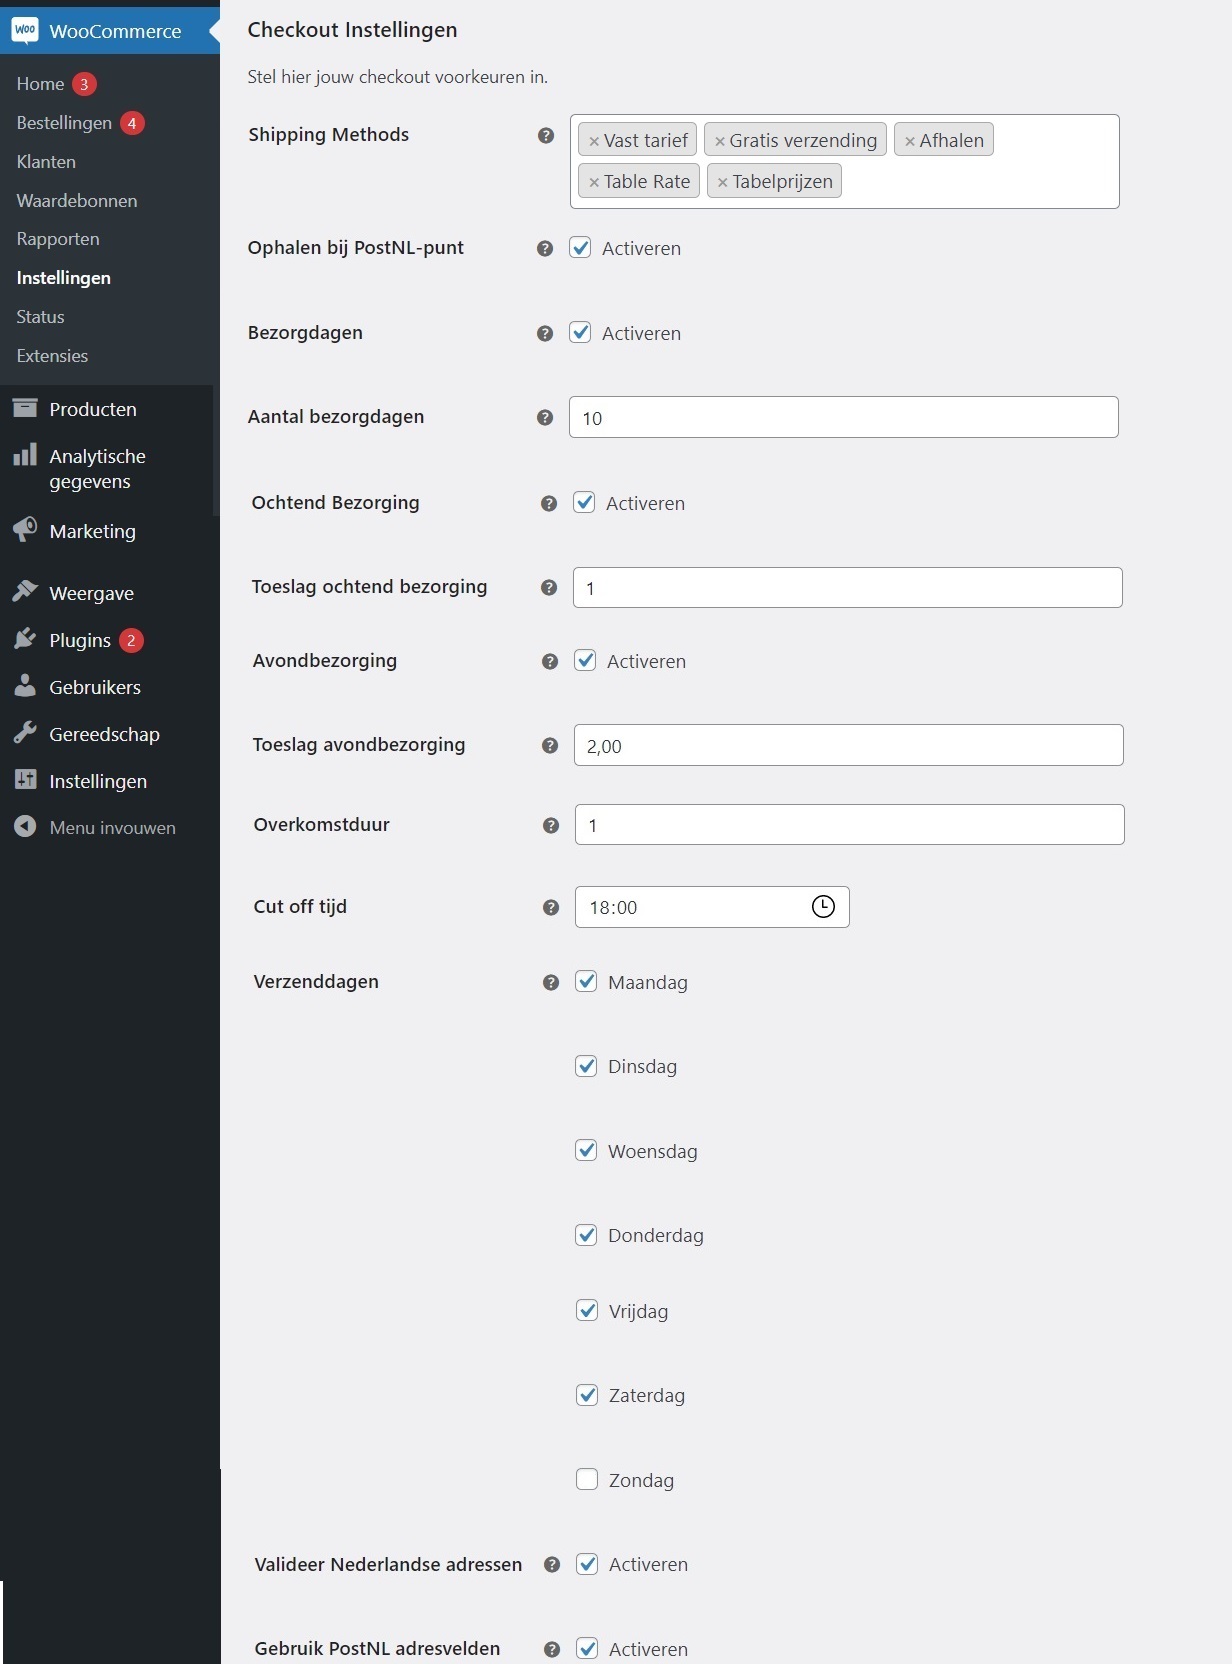 Woo WooCommerce
Home 3
Bestellingen 4
Klanten
Waardebonnen
Rapporten
Instellingen
Status
Extensies
Producten
Analytische
gegevens
Marketing
Weergave
Plugins 2
Gebruikers
Gereedschap
Instellingen
Menu invouwen
Checkout Instellingen
Stel hier jouw checkout voorkeuren in.
Shipping Methods ? × Vast tarief × Gratis verzending × Afhalen
× Table Rate × Tabelprijzen
Ophalen bij PostNL-punt ? Activeren
Bezorgdagen ? Activeren
Aantal bezorgdagen ? 10
Ochtend Bezorging ? Activeren
Toeslag ochtend bezorging ? 1
Avondbezorging ? Activeren
Toeslag avondbezorging ? 2,00
Overkomstduur ? 1
Cut off tijd ? 18:00
Verzenddagen ? Maandag
Dinsdag
Woensdag
Donderdag
Vrijdag
Zaterdag
Zondag
Valideer Nederlandse adressen ? Activeren
Gebruik PostNL adresvelden ? Activeren